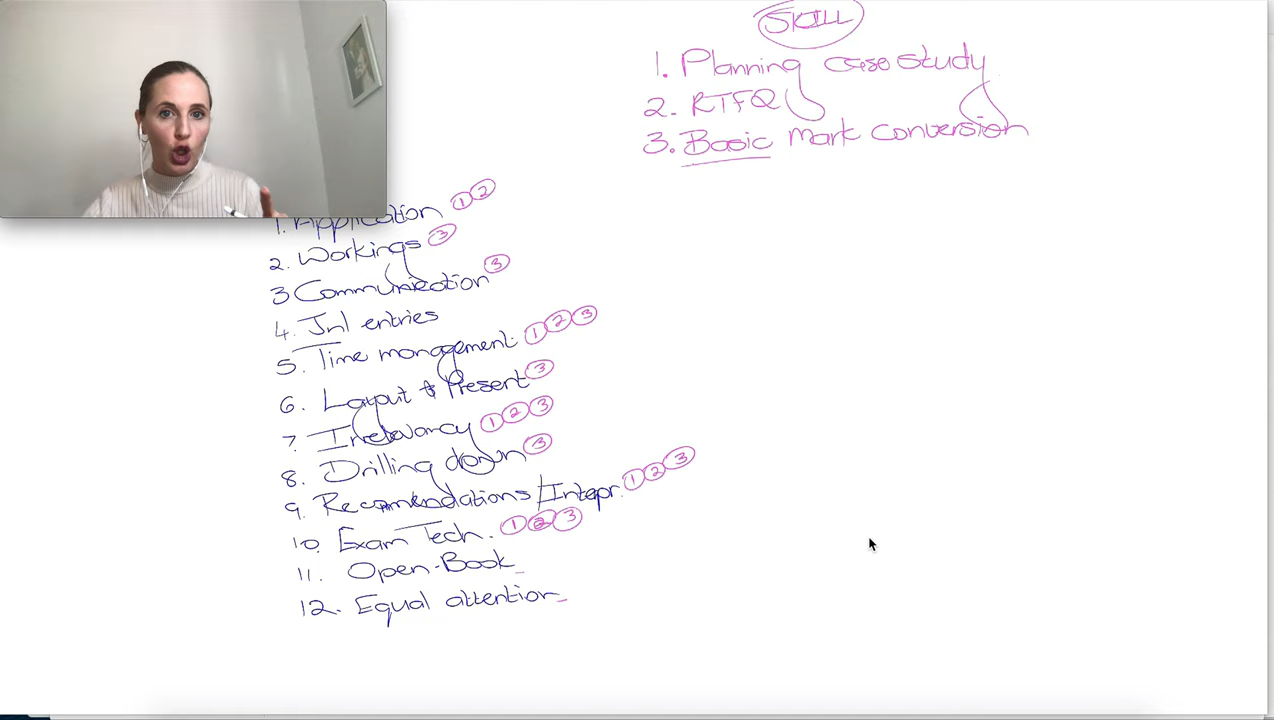 SKILL
1. Planning case study
2. RTFQ
3. Basic mark conversion
1. Application ① ②
2. Workings ③
3 Communication ③
4. Jnl entries
5. Time management. ① ② ③
6. Layout & Present ③
7. Irrelevancy ① ② ③
8. Drilling down ③
9. Recomendations/Interpr. ① ② ③
10. Exam Tech. ① ② ③
11. Open-Book
12. Equal attention